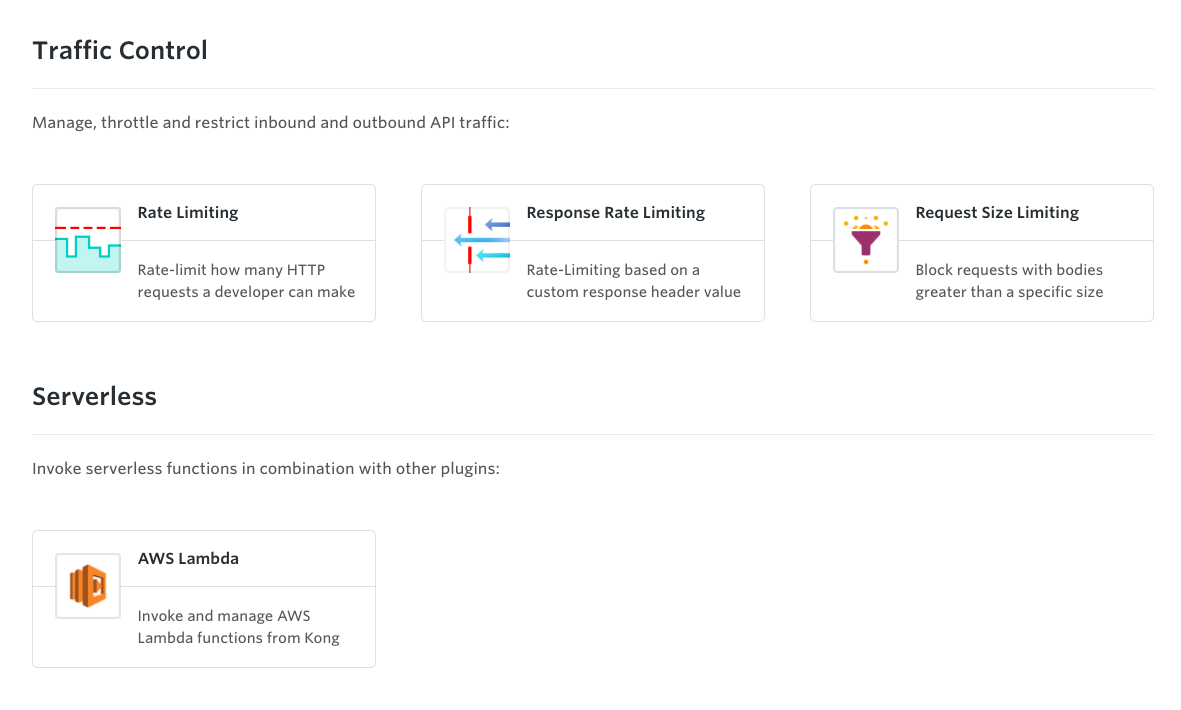 Traffic Control
Manage, throttle and restrict inbound and outbound API traffic:
Rate Limiting
Rate-limit how many HTTP
requests a developer can make
Response Rate Limiting
Rate-Limiting based on a
custom response header value
Request Size Limiting
Block requests with bodies
greater than a specific size
Serverless
Invoke serverless functions in combination with other plugins:
AWS Lambda
Invoke and manage AWS
Lambda functions from Kong